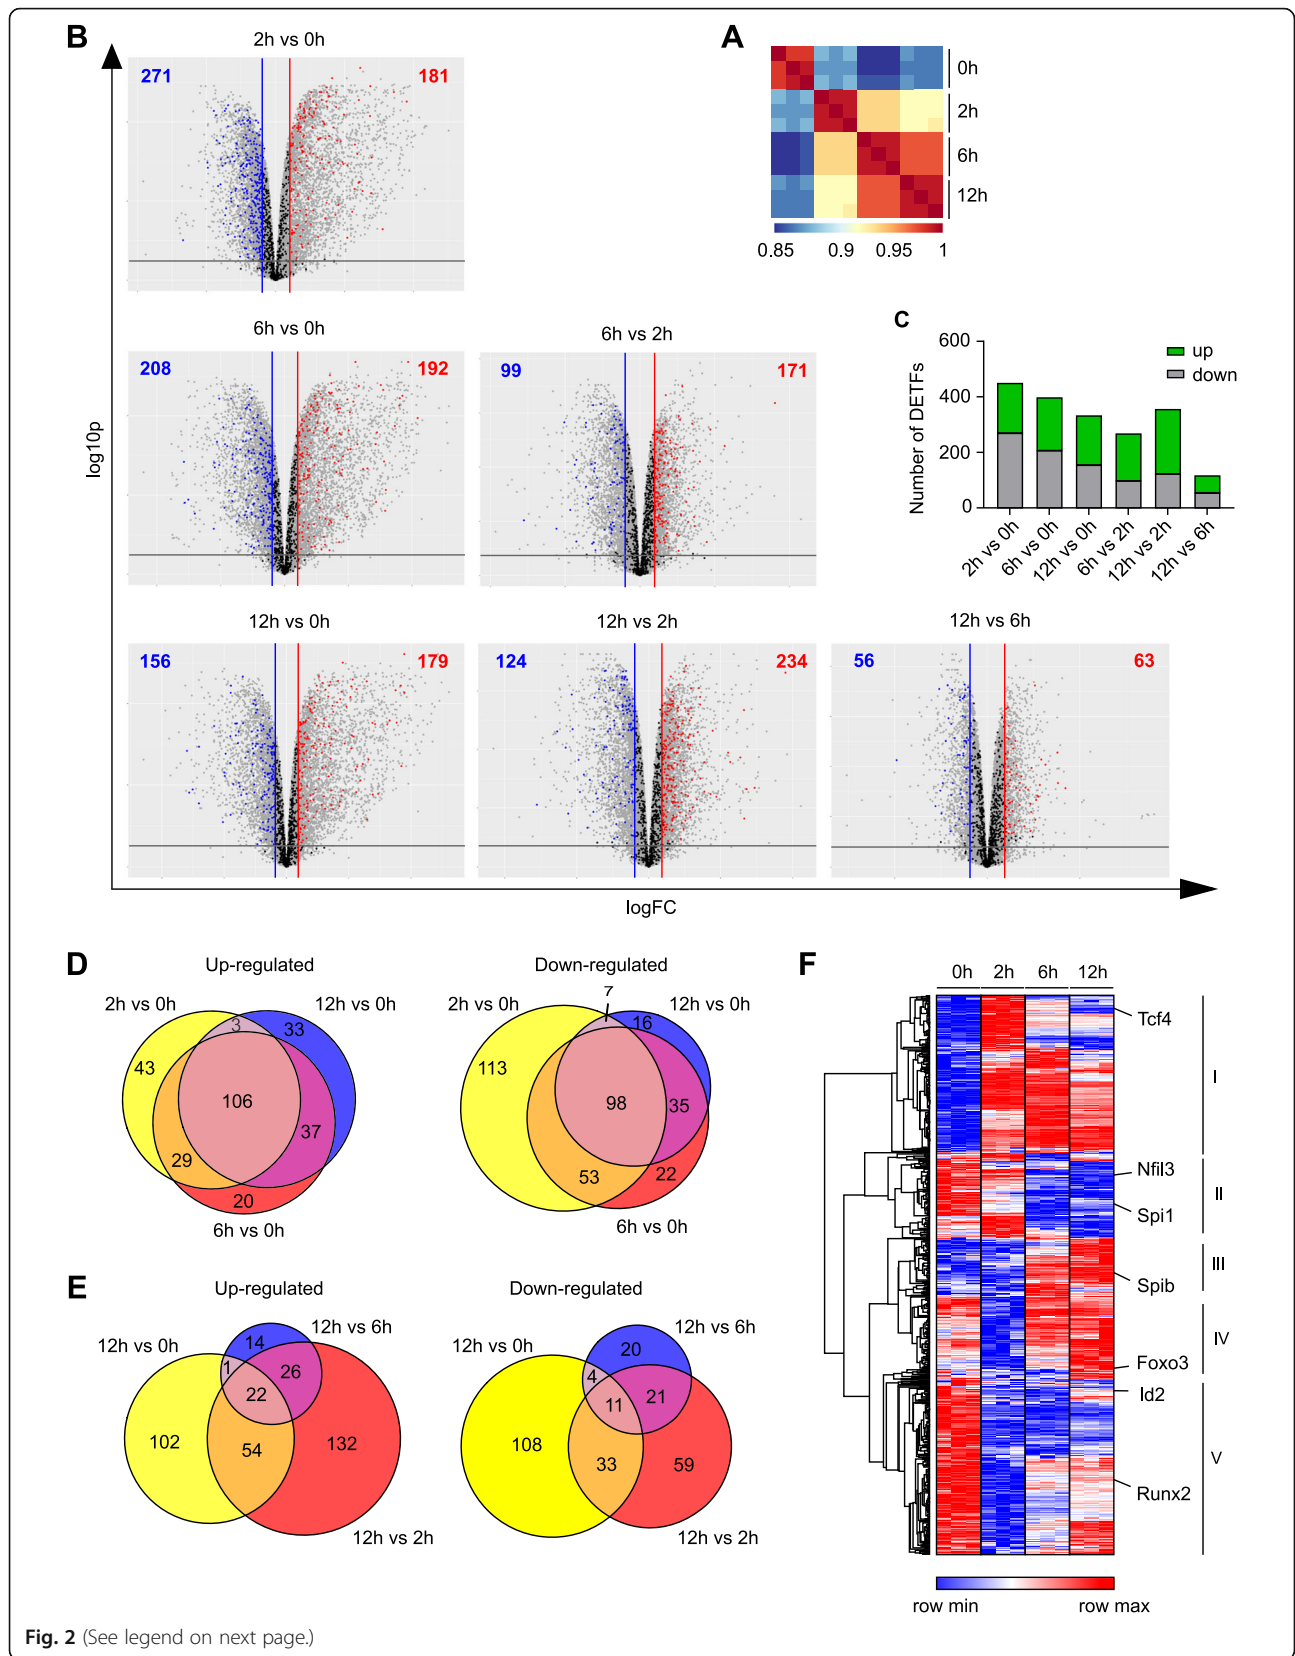 B
2h vs 0h
271
181
A
0h
2h
6h
12h
0.85
0.9
0.95
1
6h vs 0h
208
192
6h vs 2h
99
171
C
600
400
200
0
Number of DETFs
up
down
2h vs 0h
6h vs 0h
12h vs 0h
6h vs 2h
12h vs 2h
12h vs 6h
log10p
12h vs 0h
156
179
12h vs 2h
124
234
12h vs 6h
56
63
logFC
D
Up-regulated
2h vs 0h
12h vs 0h
3
33
43
106
37
29
20
6h vs 0h
Down-regulated
7
2h vs 0h
12h vs 0h
16
113
98
35
53
22
6h vs 0h
E
Up-regulated
12h vs 0h
12h vs 6h
14
1
26
22
102
54
132
12h vs 2h
Down-regulated
12h vs 0h
12h vs 6h
20
4
11
21
108
33
59
12h vs 2h
F
0h
2h
6h
12h
Tcf4
I
Nfil3
II
Spi1
III
Spib
IV
Foxo3
Id2
V
Runx2
row min
row max
Fig. 2 (See legend on next page.)